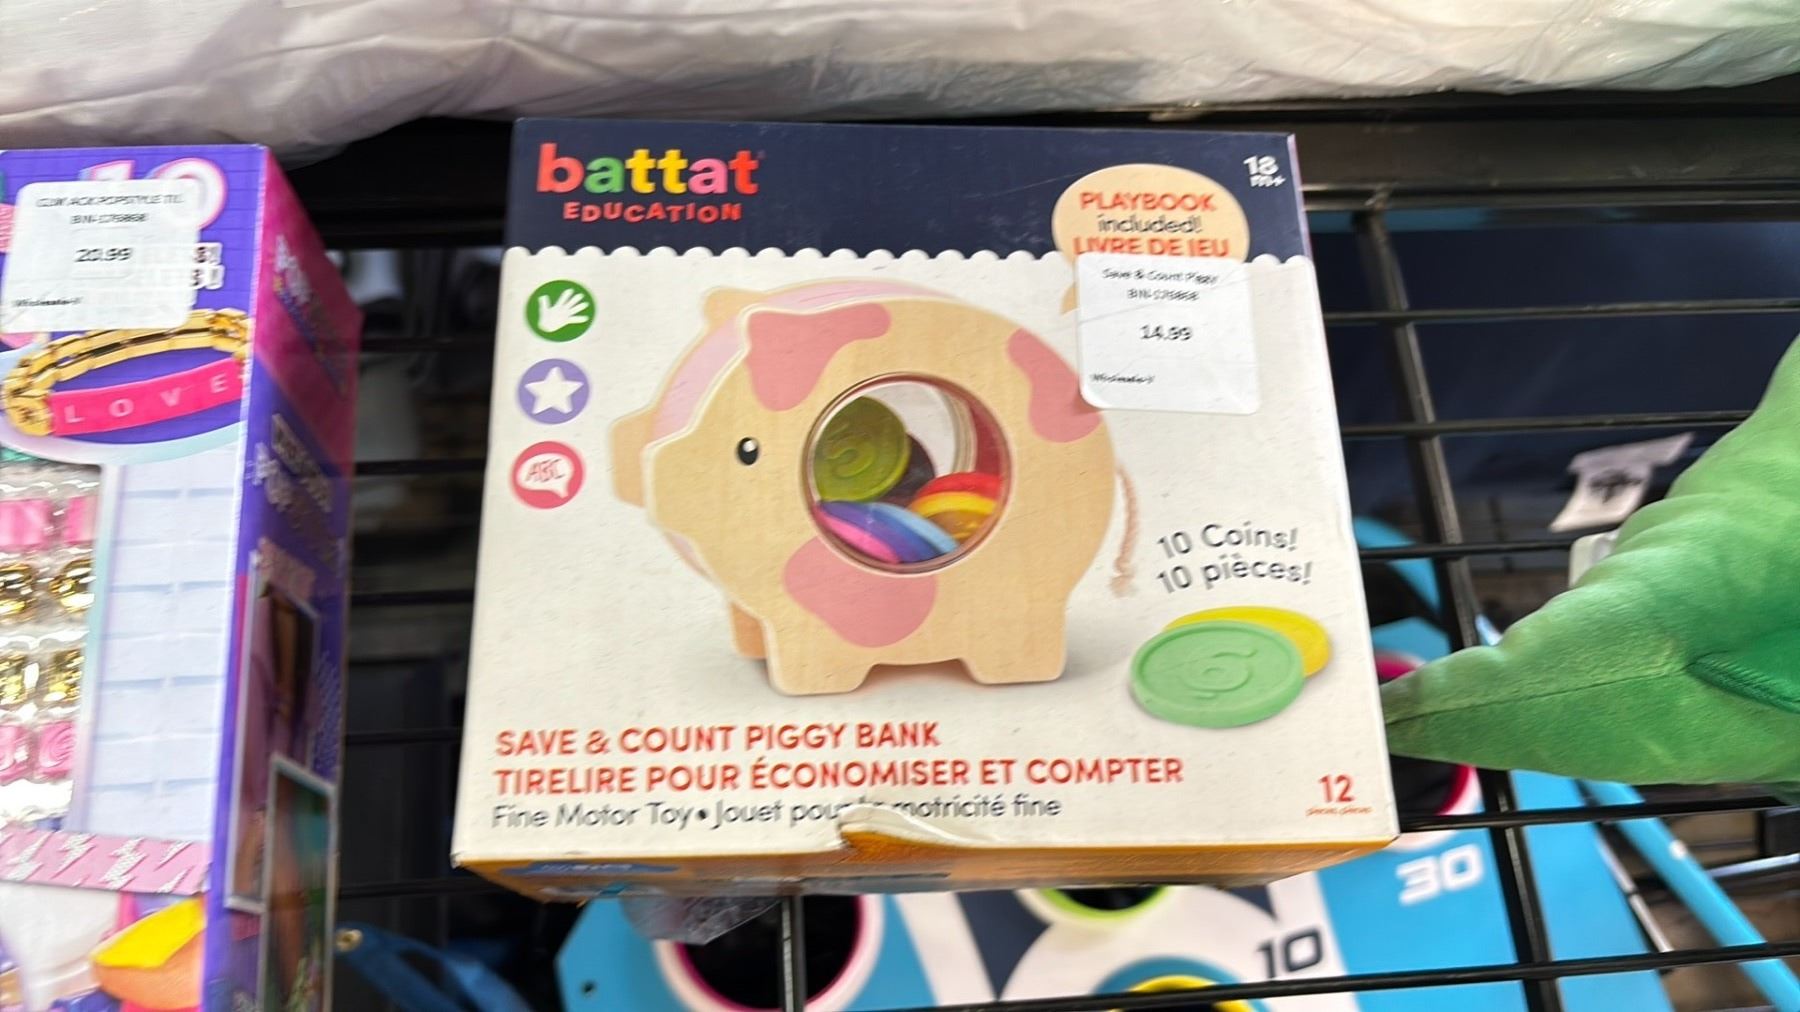 battat
EDUCATION
18
m+
PLAYBOOK
included!
LIVRE DE JEU
Save & Count Piggy
14.99
ABC
10 Coins!
10 pièces!
SAVE & COUNT PIGGY BANK
TIRELIRE POUR ÉCONOMISER ET COMPTER
Fine Motor Toy • Jouet pour motricité fine
12
20.99
LOVE
30
10